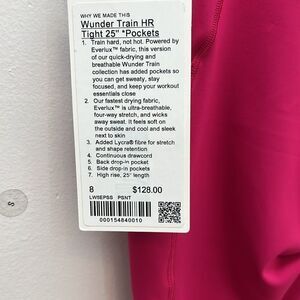 WHY WE MADE THIS
Wunder Train HR
Tight 25" *Pockets
1. Train hard, not hot. Powered by
Everlux™ fabric, this version
of our quick-drying and
breathable Wunder Train
collection has added pockets so
you can get sweaty, stay
focused, and keep your workout
essentials close
2. Our fastest drying fabric,
Everlux™ is ultra-breathable,
four-way stretch, and wicks
away sweat. It feels soft on
the outside and cool and sleek
next to skin
3. Added Lycra® fibre for stretch
and shape retention
4. Continuous drawcord
5. Back drop-in pocket
6. Side drop-in pockets
7. High rise, 25" length
8 $128.00
LW5EPSS PSNT
000154840010